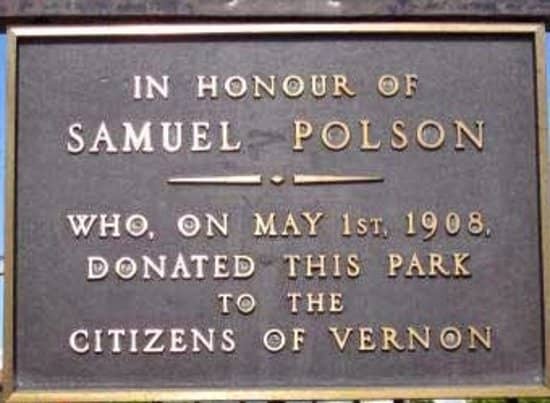 IN HONOUR OF
SAMUEL POLSON
WHO, ON MAY 1ST, 1908,
DONATED THIS PARK
TO THE
CITIZENS OF VERNON